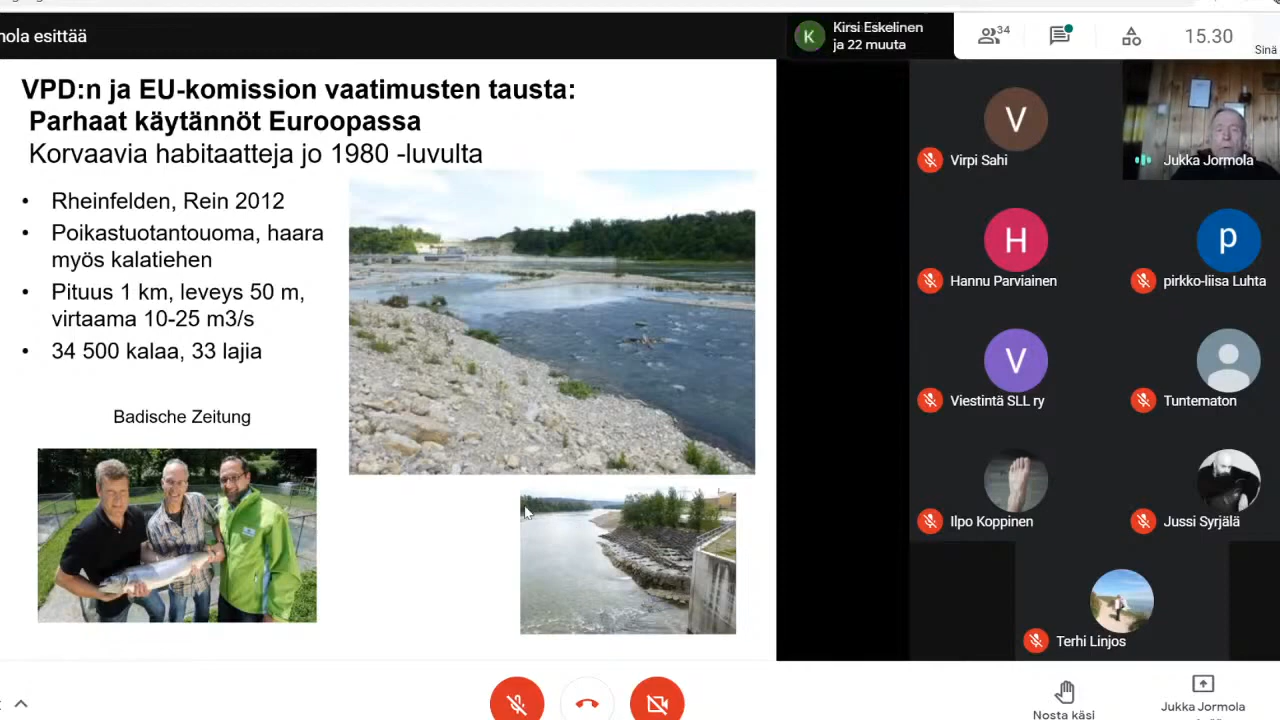 nola esittää
Kirsi Eskelinen
ja 22 muuta
K
34
15.30
Sinä
VPD:n ja EU-komission vaatimusten tausta:
Parhaat käytännöt Euroopassa
Korvaavia habitaatteja jo 1980 -luvulta
• Rheinfelden, Rein 2012
• Poikastuotantouoma, haara
myös kalatiehen
• Pituus 1 km, leveys 50 m,
virtaama 10-25 m3/s
• 34 500 kalaa, 33 lajia
Badische Zeitung
V
Virpi Sahi
Jukka Jormola
H
Hannu Parviainen
p
pirkko-liisa Luhta
V
Viestintä SLL ry
Tuntematon
Ilpo Koppinen
Jussi Syrjälä
Terhi Linjos
Nosta käsi
Jukka Jormola